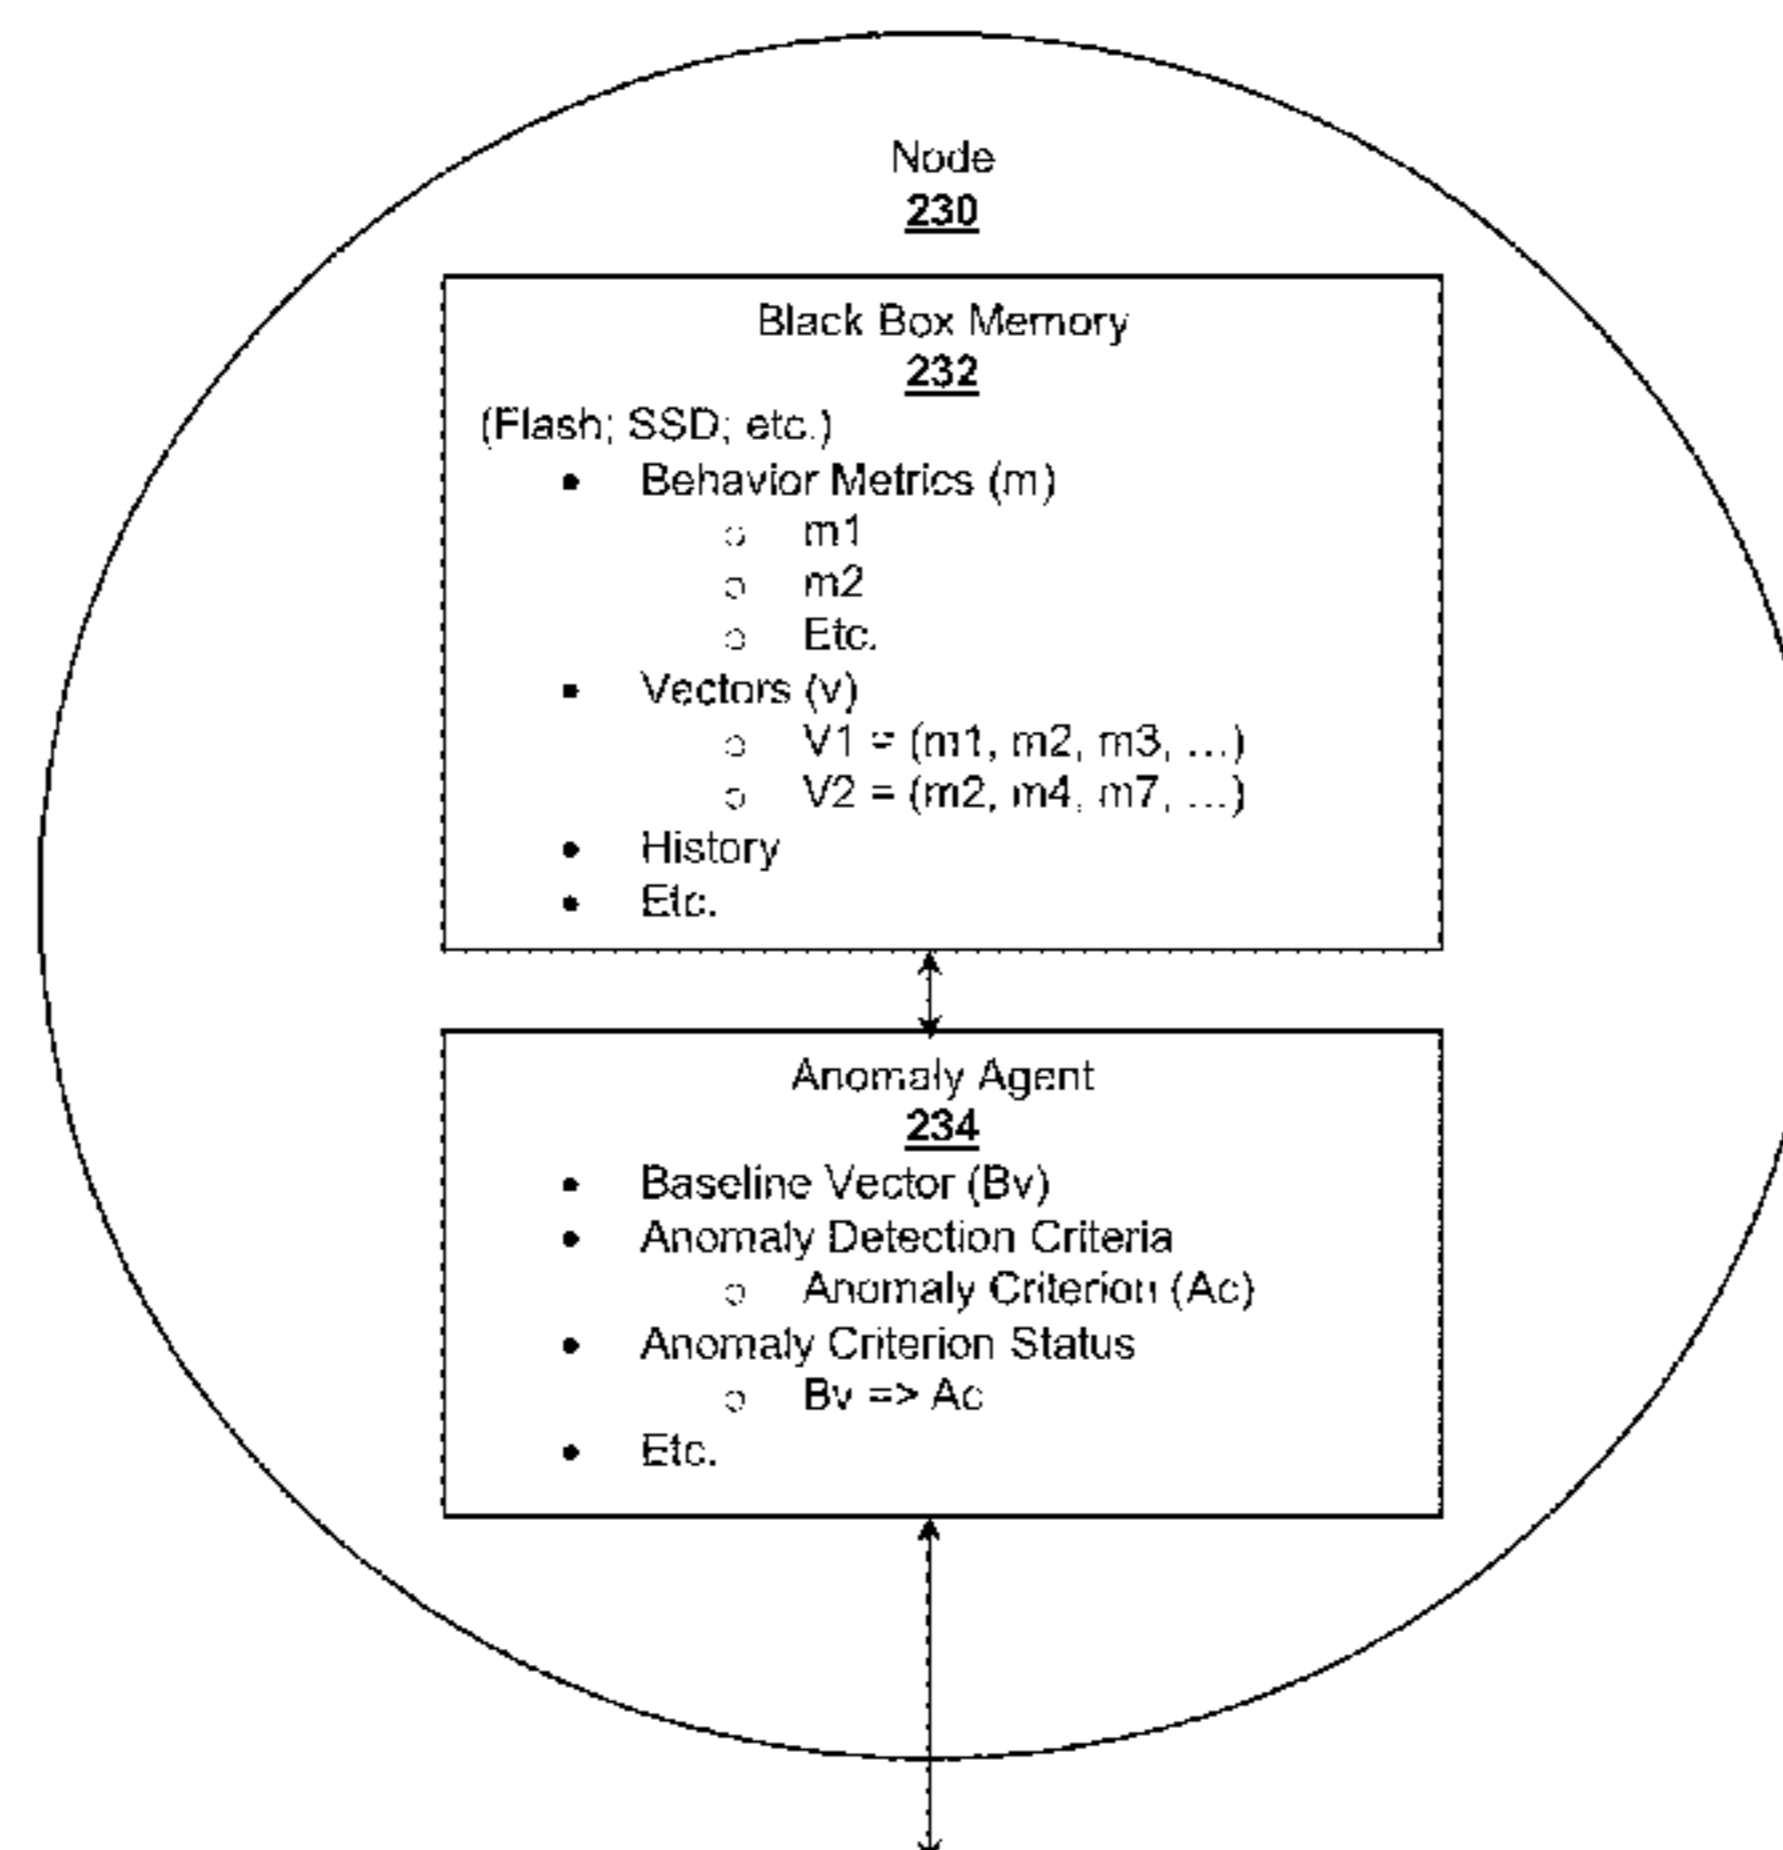 Node
230
Black Box Memory
232
(Flash; SSD; etc.)
• Behavior Metrics (m)
○ m1
○ m2
○ Etc.
• Vectors (v)
○ V1 = (m1, m2, m3, …)
○ V2 = (m2, m4, m7, …)
• History
• Etc.
Anomaly Agent
234
• Baseline Vector (Bv)
• Anomaly Detection Criteria
○ Anomaly Criterion (Ac)
• Anomaly Criterion Status
○ Bv => Ac
• Etc.